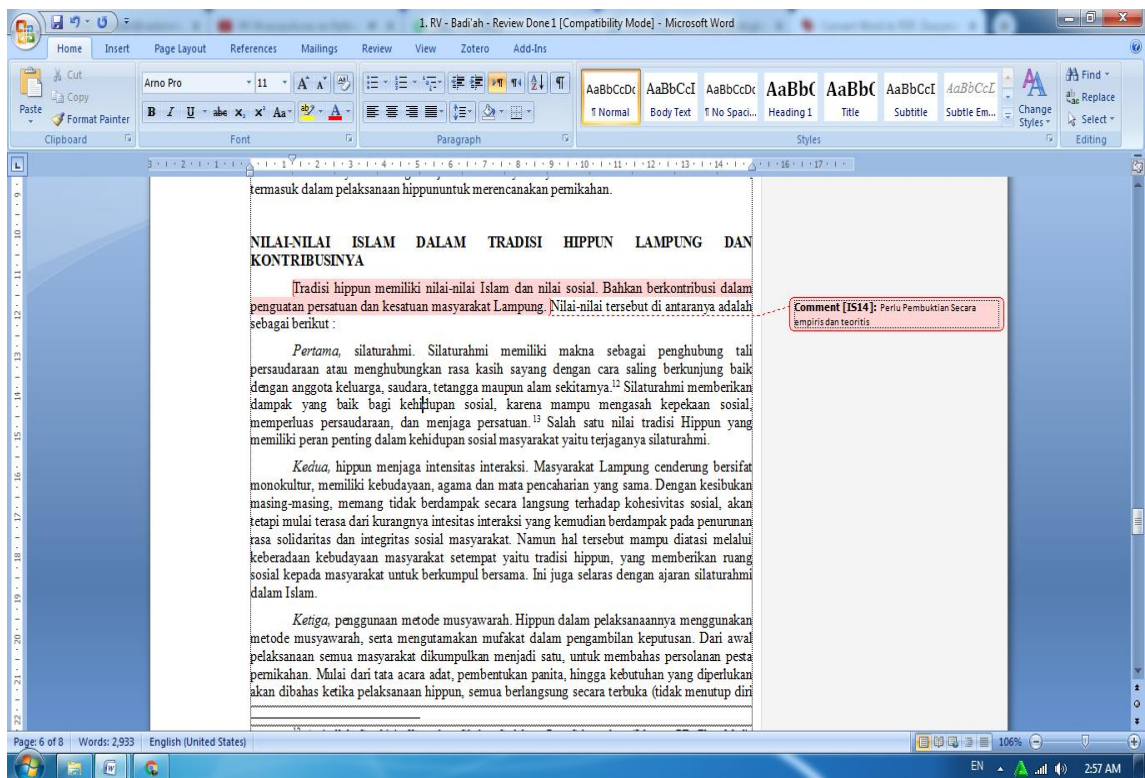 1. RV - Badi'ah - Review Done 1 [Compatibility Mode] - Microsoft Word
Home Insert Page Layout References Mailings Review View Zotero Add-Ins
Cut
Copy
Format Painter
Paste
Arno Pro 11
AaBbCcDc AaBbCcI AaBbCcDc AaBb( AaBb( AaBbCcI AaBbCcL
¶ Normal Body Text ¶ No Spaci... Heading 1 Title Subtitle Subtle Em...
Change Styles
Find
Replace
Select
Clipboard Font Paragraph Styles Editing
termasuk dalam pelaksanaan hippununtuk merencanakan pernikahan.
NILAI-NILAI ISLAM DALAM TRADISI HIPPUN LAMPUNG DAN
KONTRIBUSINYA
Tradisi hippun memiliki nilai-nilai Islam dan nilai sosial. Bahkan berkontribusi dalam
penguatan persatuan dan kesatuan masyarakat Lampung. Nilai-nilai tersebut di antaranya adalah
sebagai berikut :
Pertama, silaturahmi. Silaturahmi memiliki makna sebagai penghubung tali
persaudaraan atau menghubungkan rasa kasih sayang dengan cara saling berkunjung baik
dengan anggota keluarga, saudara, tetangga maupun alam sekitarnya.12 Silaturahmi memberikan
dampak yang baik bagi kehidupan sosial, karena mampu mengasah kepekaan sosial,
memperluas persaudaraan, dan menjaga persatuan.13 Salah satu nilai tradisi Hippun yang
memiliki peran penting dalam kehidupan sosial masyarakat yaitu terjaganya silaturahmi.
Kedua, hippun menjaga intensitas interaksi. Masyarakat Lampung cenderung bersifat
monokultur, memiliki kebudayaan, agama dan mata pencaharian yang sama. Dengan kesibukan
masing-masing, memang tidak berdampak secara langsung terhadap kohesivitas sosial, akan
tetapi mulai terasa dari kurangnya intesitas interaksi yang kemudian berdampak pada penurunan
rasa solidaritas dan integritas sosial masyarakat. Namun hal tersebut mampu diatasi melalui
keberadaan kebudayaan masyarakat setempat yaitu tradisi hippun, yang memberikan ruang
sosial kepada masyarakat untuk berkumpul bersama. Ini juga selaras dengan ajaran silaturahmi
dalam Islam.
Ketiga, penggunaan metode musyawarah. Hippun dalam pelaksanaannya menggunakan
metode musyawarah, serta mengutamakan mufakat dalam pengambilan keputusan. Dari awal
pelaksanaan semua masyarakat dikumpulkan menjadi satu, untuk membahas persolanan pesta
pernikahan. Mulai dari tata acara adat, pembentukan panita, hingga kebutuhan yang diperlukan
akan dibahas ketika pelaksanaan hippun, semua berlangsung secara terbuka (tidak menutup diri
Comment [IS14]: Perlu Pembuktian Secara
empiris dan teoritis
Page: 6 of 8 Words: 2,933 English (United States) 106%
EN 2:57 AM